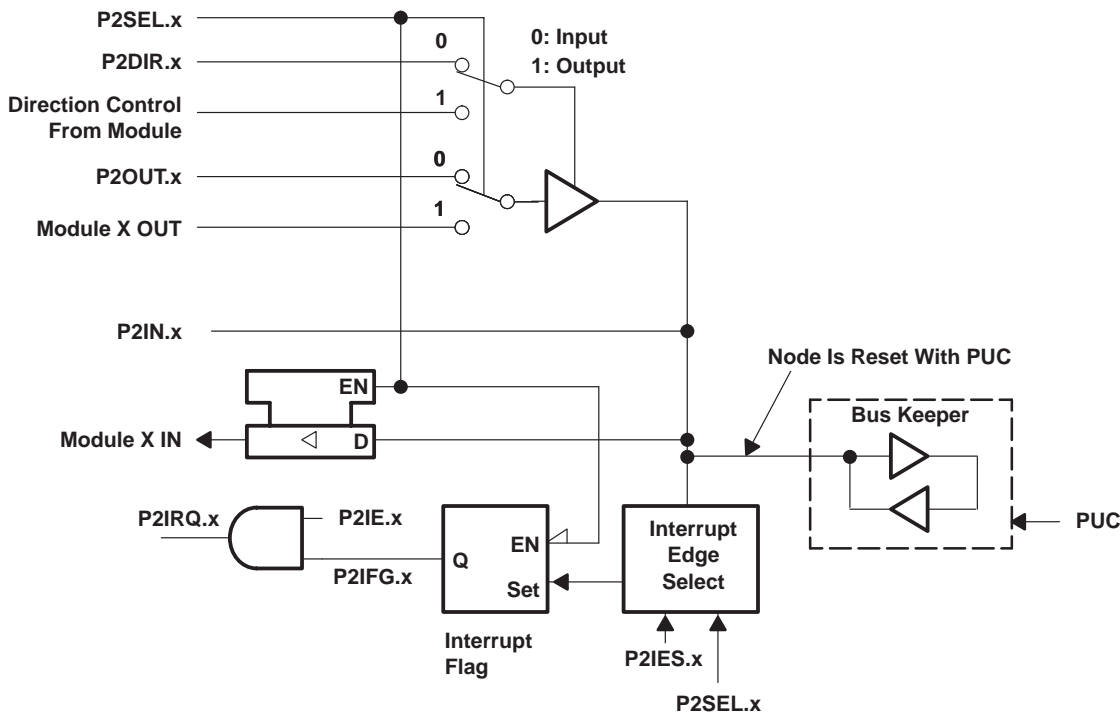 P2SEL.x
0
0: Input
1: Output
P2DIR.x
1
Direction Control
From Module
0
P2OUT.x
1
Module X OUT
P2IN.x
Node Is Reset With PUC
EN
Bus Keeper
Module X IN
D
P2IRQ.x
P2IE.x
P2IFG.x
Q
EN
Set
Interrupt
Edge
Select
PUC
Interrupt
Flag
P2IES.x
P2SEL.x